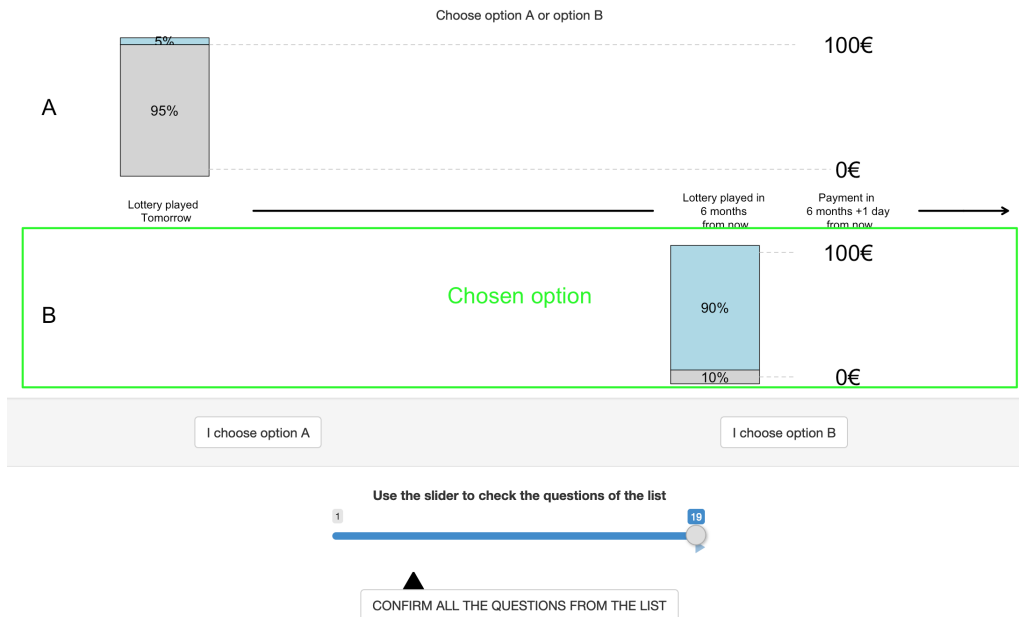 Choose option A or option B
5%
100€
A
95%
0€
Lottery played
Tomorrow
Lottery played in
6 months
from now
Payment in
6 months +1 day
from now
100€
Chosen option
B
90%
10%
0€
I choose option A
I choose option B
Use the slider to check the questions of the list
1
19
CONFIRM ALL THE QUESTIONS FROM THE LIST